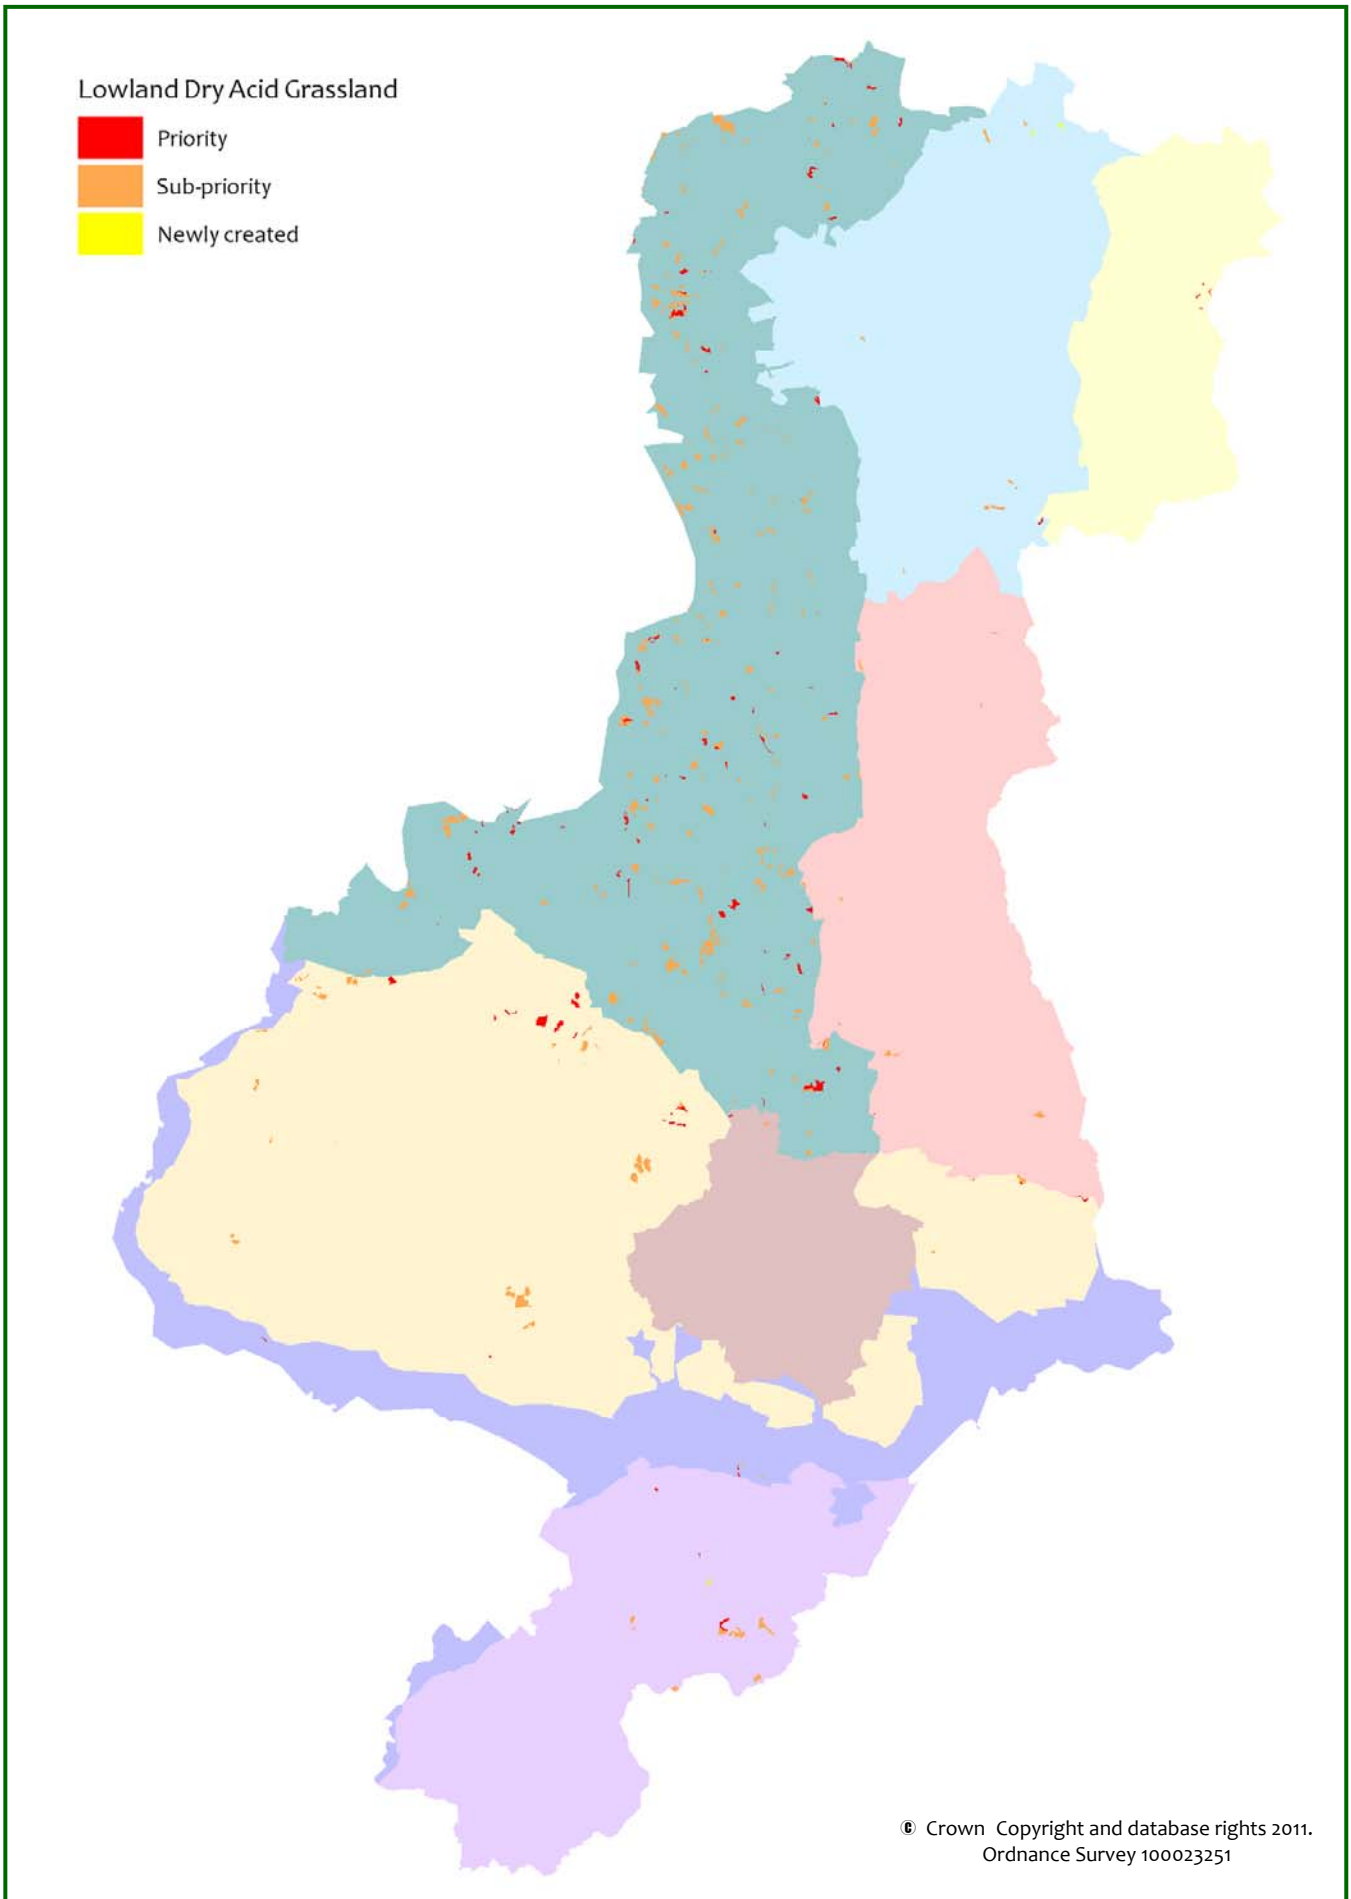 Lowland Dry Acid Grassland
Priority
Sub-priority
Newly created
© Crown Copyright and database rights 2011.
Ordnance Survey 100023251